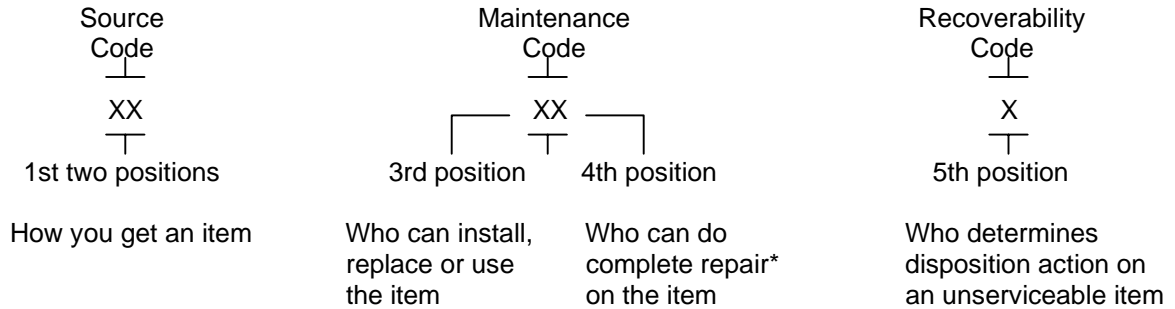 Source
Code
XX
1st two positions
How you get an item
Maintenance
Code
XX
3rd position
4th position
Who can install,
replace or use
the item
Who can do
complete repair*
on the item
Recoverability
Code
X
5th position
Who determines
disposition action on
an unserviceable item